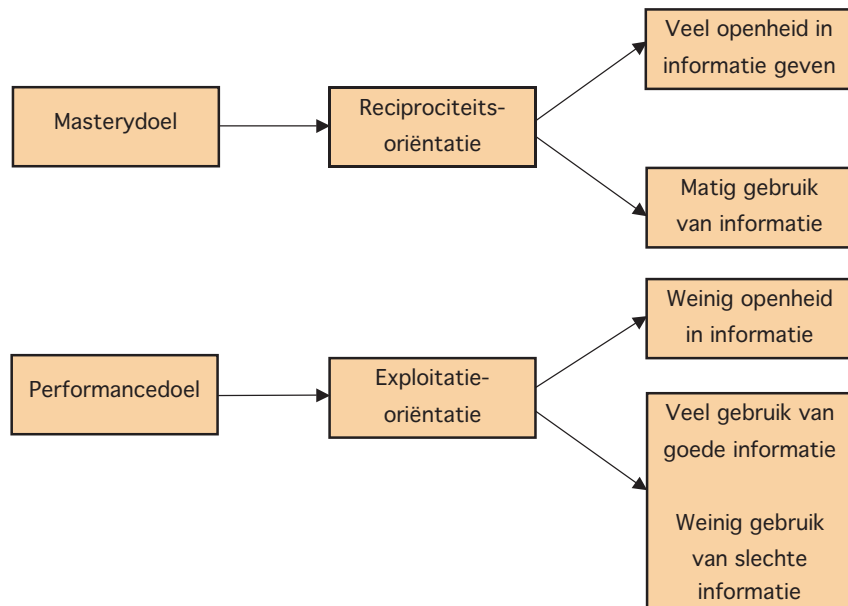 Masterydoel
Reciprociteits-
oriëntatie
Veel openheid in
informatie geven
Matig gebruik
van informatie
Performancedoel
Exploitatie-
oriëntatie
Weinig openheid
in informatie
Veel gebruik van
goede informatie
Weinig gebruik
van slechte
informatie